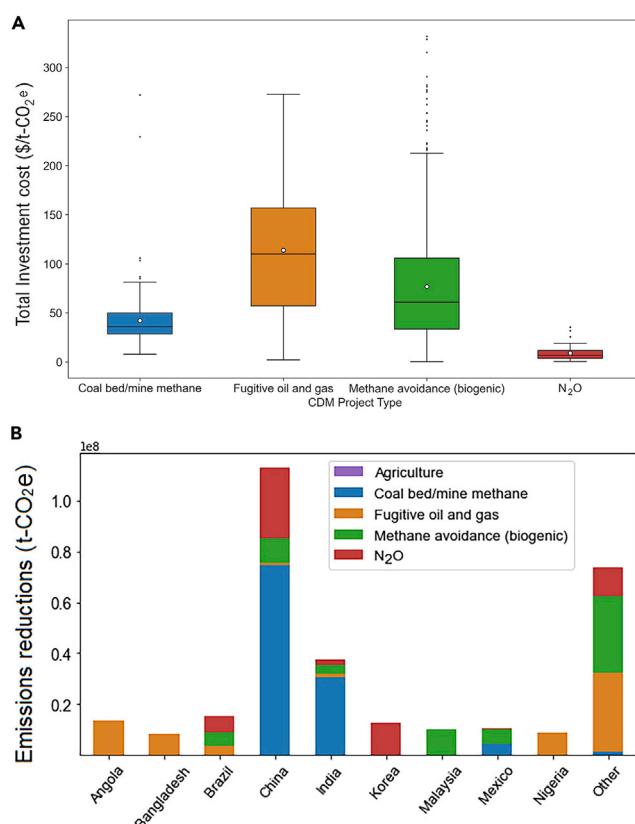 A
Total Investment cost ($/t-CO₂e)
300
250
200
150
100
50
0
Coal bed/mine methane
Fugitive oil and gas
Methane avoidance (biogenic)
N₂O
CDM Project Type
B
1e8
Emissions reductions (t-CO₂e)
1.0
0.8
0.6
0.4
0.2
Agriculture
Coal bed/mine methane
Fugitive oil and gas
Methane avoidance (biogenic)
N₂O
Angola
Bangladesh
Brazil
China
India
Korea
Malaysia
Mexico
Nigeria
Other